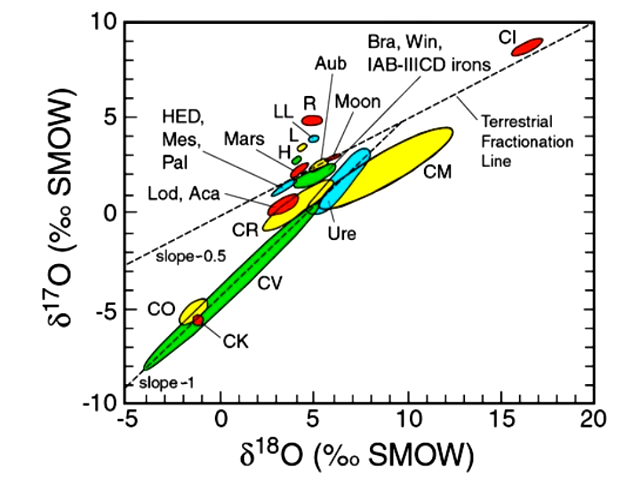 10
5
0
-5
-10
δ¹⁷O (‰ SMOW)
CI
Bra, Win,
IAB-IIICD irons
Aub
R
Moon
LL
L
H
HED,
Mes,
Pal
Mars
Terrestrial
Fractionation
Line
CM
Lod, Aca
CR
Ure
slope~0.5
CV
CO
CK
slope~1
-5
0
5
10
15
20
δ¹⁸O (‰ SMOW)